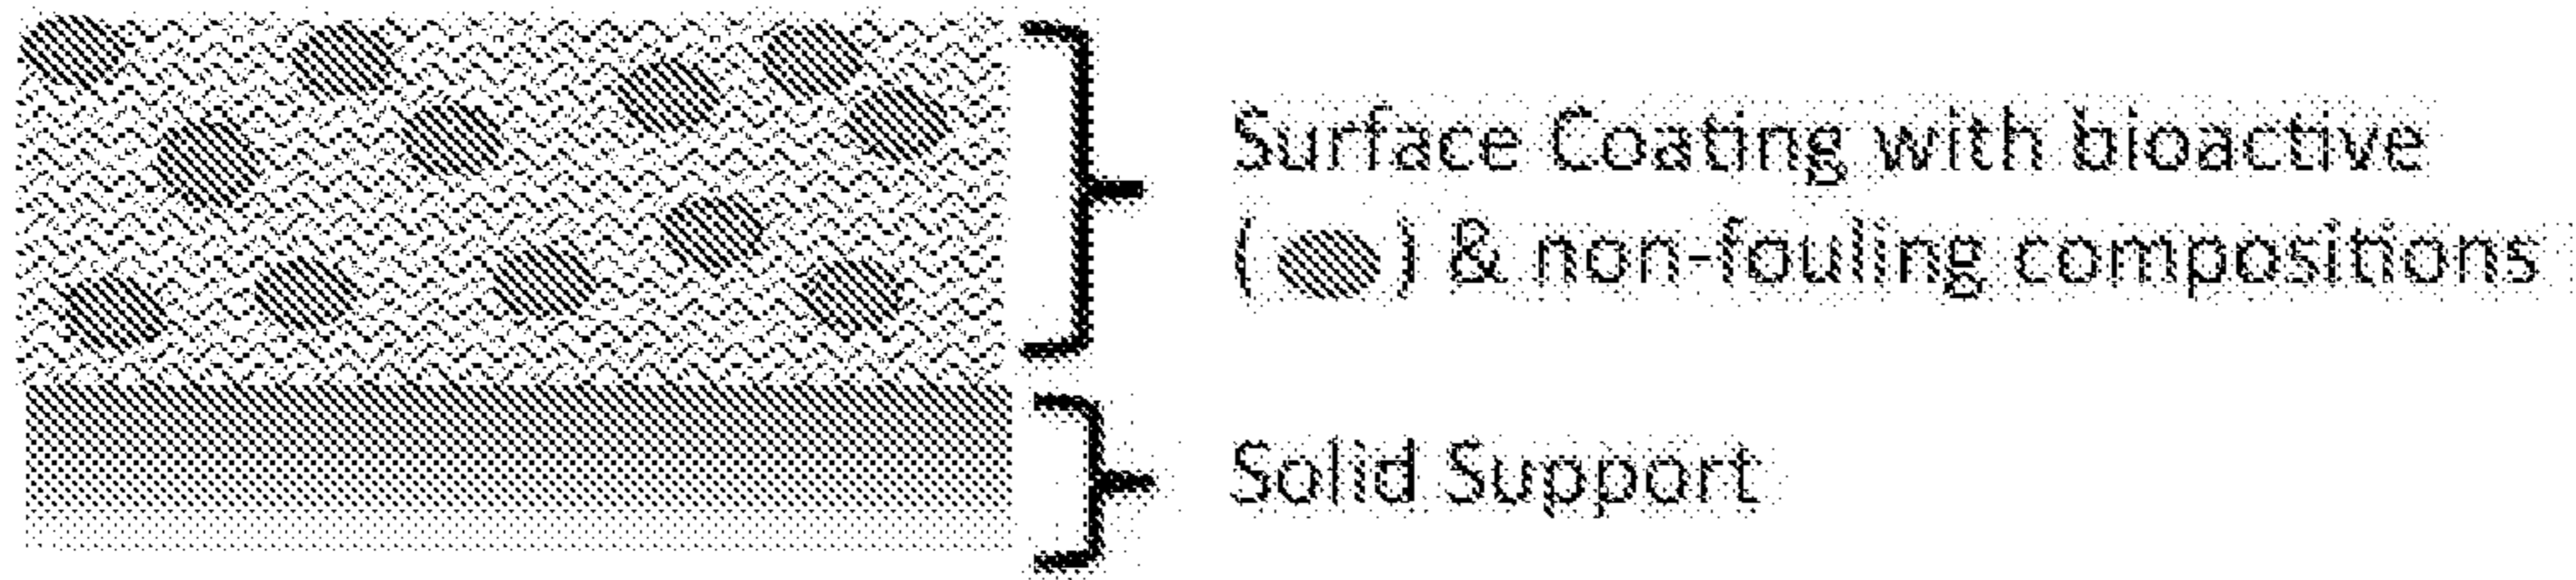 Surface Coating with bioactive
( ) & non-fouling compositions
Solid Support